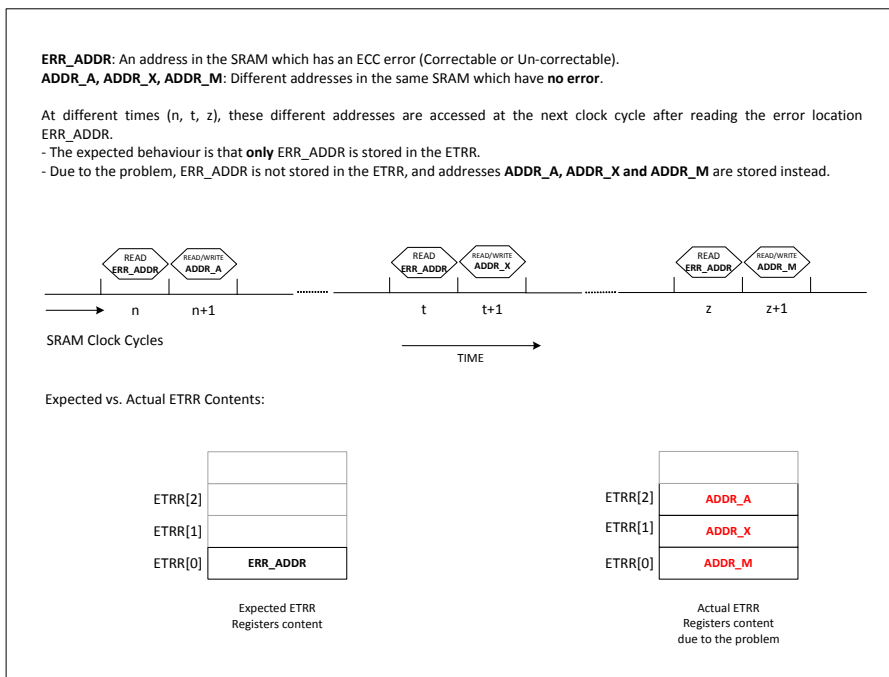 ERR_ADDR: An address in the SRAM which has an ECC error (Correctable or Un-correctable).
ADDR_A, ADDR_X, ADDR_M: Different addresses in the same SRAM which have no error.
At different times (n, t, z), these different addresses are accessed at the next clock cycle after reading the error location
ERR_ADDR.
- The expected behaviour is that only ERR_ADDR is stored in the ETRR.
- Due to the problem, ERR_ADDR is not stored in the ETRR, and addresses ADDR_A, ADDR_X and ADDR_M are stored instead.
READ READ/WRITE READ READ/WRITE READ READ/WRITE
ERR_ADDR ADDR_A ERR_ADDR ADDR_X ERR_ADDR ADDR_M
n n+1 t t+1 z z+1
SRAM Clock Cycles
TIME
Expected vs. Actual ETRR Contents:
ETRR[2] ETRR[2] ADDR_A
ETRR[1] ETRR[1] ADDR_X
ETRR[0] ERR_ADDR ETRR[0] ADDR_M
Expected ETRR Actual ETRR
Registers content Registers content
due to the problem